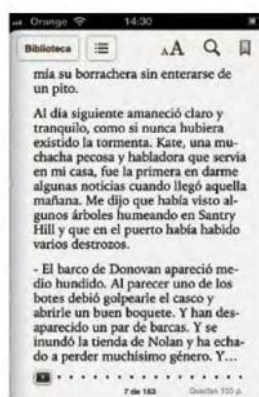 Orange 14:30
Biblioteca AA
mía su borrachera sin enterarse de
un pito.
Al día siguiente amaneció claro y
tranquilo, como si nunca hubiera
existido la tormenta. Kate, una mu-
chacha pecosa y habladora que servía
en mi casa, fue la primera en darme
algunas noticias cuando llegó aquella
mañana. Me dijo que había visto al-
gunos árboles humeando en Santry
Hill y que en el puerto había habido
varios destrozos.
- El barco de Donovan apareció me-
dio hundido. Al parecer uno de los
botes debió golpearle el casco y
abrirle un buen boquete. Y han des-
aparecido un par de barcas. Y se
inundó la tienda de Nolan y ha echa-
do a perder muchísimo género. Y...
7 de 163 Quedan 155 p.